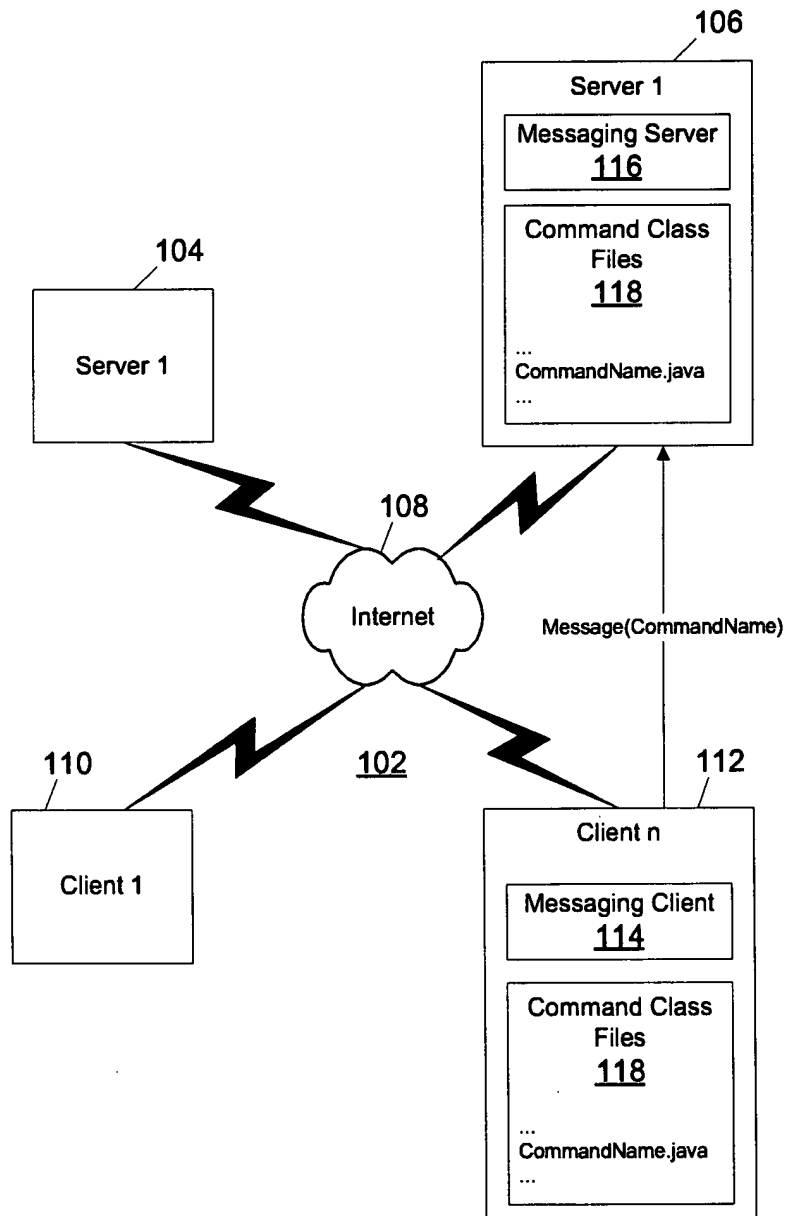 106
Server 1
Messaging Server
116
Command Class
Files
118
...
CommandName.java
...
104
Server 1
108
Internet
Message(CommandName)
102
110
Client 1
112
Client n
Messaging Client
114
Command Class
Files
118
...
CommandName.java
...